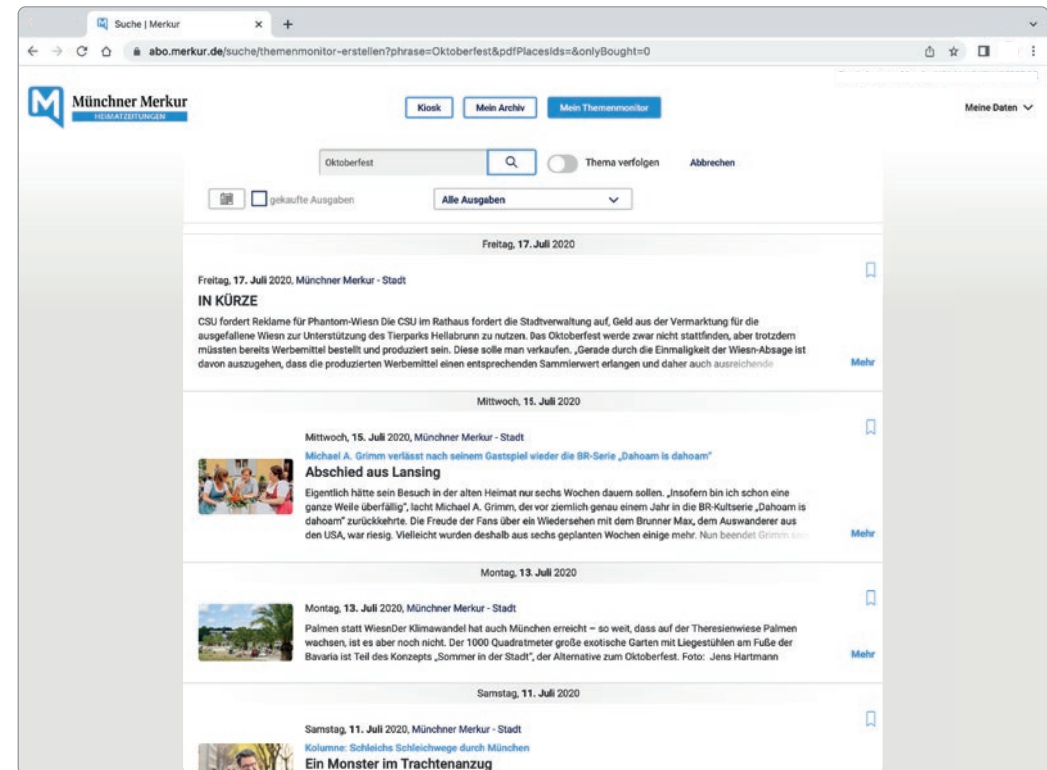 Suche | Merkur
abo.merkur.de/suche/themenmonitor-erstellen?phrase=Oktoberfest&pdfPlacesIds=&onlyBought=0
M Münchner Merkur
HEIMATZEITUNGEN
Kiosk Mein Archiv Mein Themenmonitor
Meine Daten
Oktoberfest Thema verfolgen Abbrechen
gekaufte Ausgaben Alle Ausgaben
Freitag, 17. Juli 2020
Freitag, 17. Juli 2020, Münchner Merkur - Stadt
IN KÜRZE
CSU fordert Reklame für Phantom-Wiesn Die CSU im Rathaus fordert die Stadtverwaltung auf, Geld aus der Vermarktung für die
ausgefallene Wiesn zur Unterstützung des Tierparks Hellabrunn zu nutzen. Das Oktoberfest werde zwar nicht stattfinden, aber trotzdem
müssten bereits Werbemittel bestellt und produziert sein. Diese solle man verkaufen. „Gerade durch die Einmaligkeit der Wiesn-Absage ist
davon auszugehen, dass die produzierten Werbemittel einen entsprechenden Sammlerwert erlangen und daher auch ausreichende
Mehr
Mittwoch, 15. Juli 2020
Mittwoch, 15. Juli 2020, Münchner Merkur - Stadt
Michael A. Grimm verlässt nach seinem Gastspiel wieder die BR-Serie „Dahoam is dahoam“
Abschied aus Lansing
Eigentlich hätte sein Besuch in der alten Heimat nur sechs Wochen dauern sollen. „Insofern bin ich schon eine
ganze Weile überfällig“, lacht Michael A. Grimm, der vor ziemlich genau einem Jahr in die BR-Kultserie „Dahoam is
dahoam“ zurückkehrte. Die Freude der Fans über ein Wiedersehen mit dem Brunner Max, dem Auswanderer aus
den USA, war riesig. Vielleicht wurden deshalb aus sechs geplanten Wochen einige mehr. Nun beendet Grimm
Mehr
Montag, 13. Juli 2020
Montag, 13. Juli 2020, Münchner Merkur - Stadt
Palmen statt WiesnDer Klimawandel hat auch München erreicht – so weit, dass auf der Theresienwiese Palmen
wachsen, ist es aber noch nicht. Der 1000 Quadratmeter große exotische Garten mit Liegestühlen am Fuße der
Bavaria ist Teil des Konzepts „Sommer in der Stadt“, der Alternative zum Oktoberfest. Foto: Jens Hartmann
Mehr
Samstag, 11. Juli 2020
Samstag, 11. Juli 2020, Münchner Merkur - Stadt
Kolumne: Schleichs Schleichwege durch München
Ein Monster im Trachtenanzug